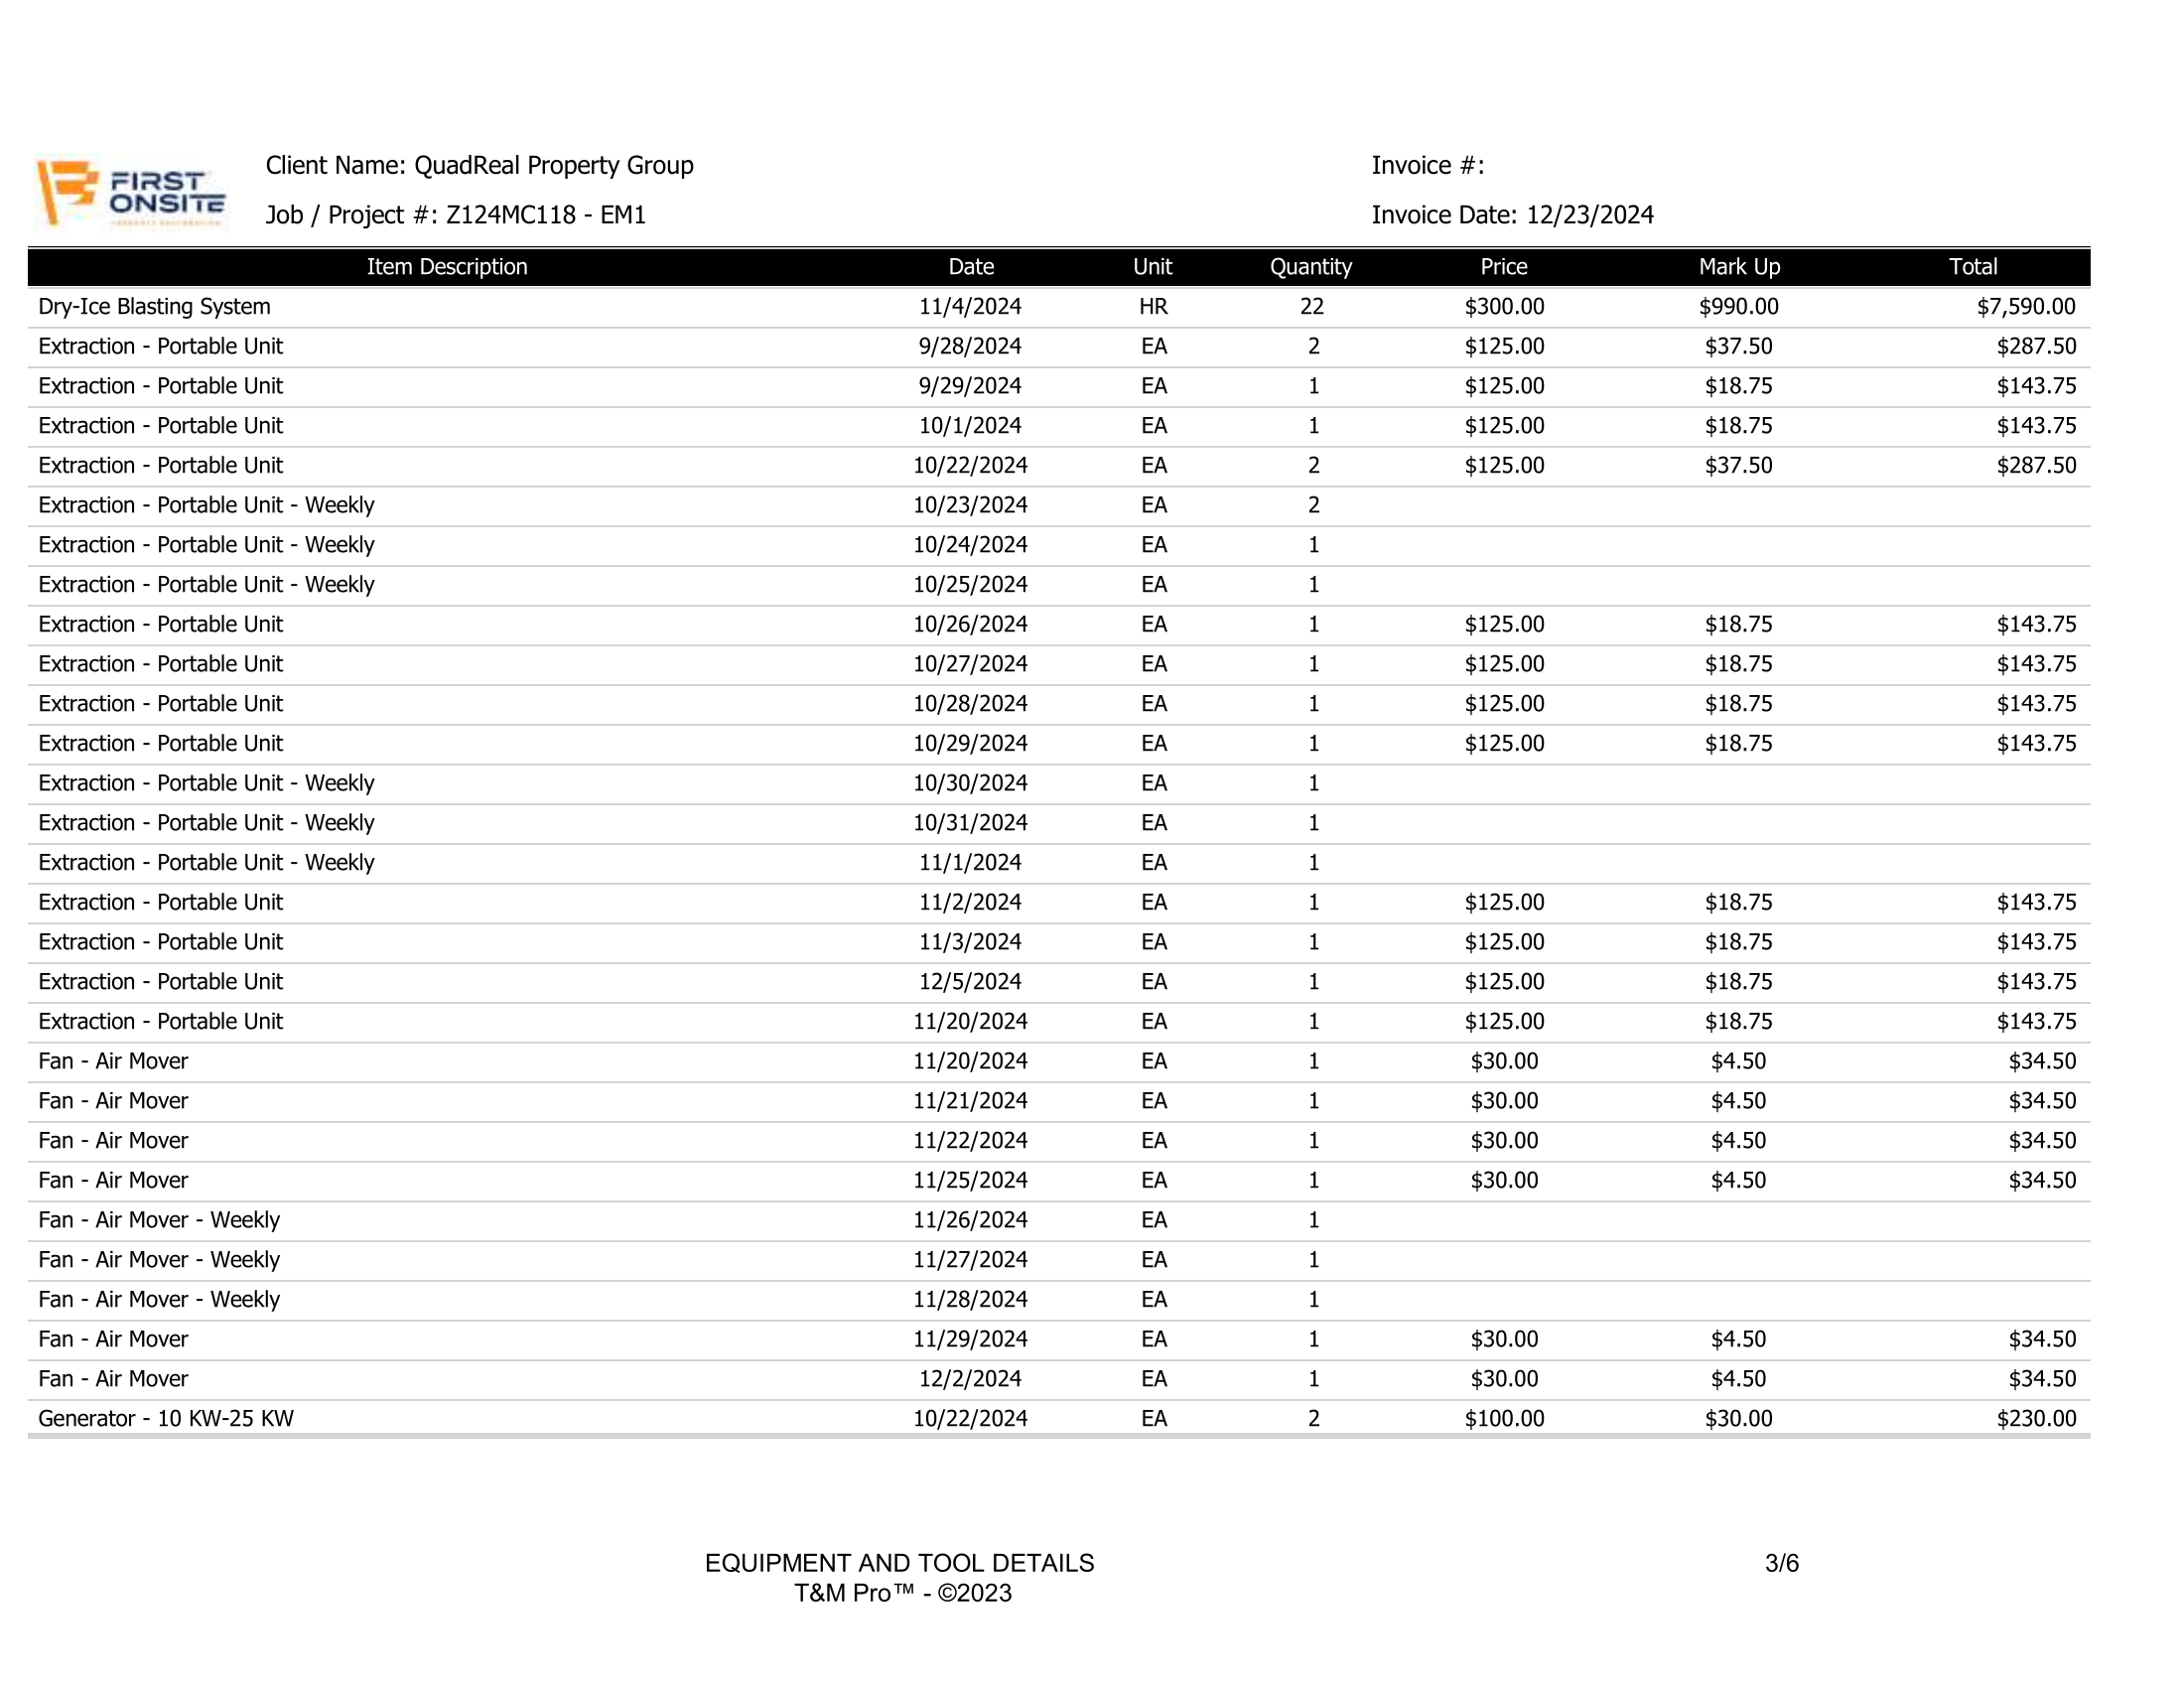 FIRST
ONSITE
Client Name: QuadReal Property Group
Invoice #:
Job / Project #: Z124MC118 - EM1
Invoice Date: 12/23/2024
Item Description Date Unit Quantity Price Mark Up Total
Dry-Ice Blasting System 11/4/2024 HR 22 $300.00 $990.00 $7,590.00
Extraction - Portable Unit 9/28/2024 EA 2 $125.00 $37.50 $287.50
Extraction - Portable Unit 9/29/2024 EA 1 $125.00 $18.75 $143.75
Extraction - Portable Unit 10/1/2024 EA 1 $125.00 $18.75 $143.75
Extraction - Portable Unit 10/22/2024 EA 2 $125.00 $37.50 $287.50
Extraction - Portable Unit - Weekly 10/23/2024 EA 2
Extraction - Portable Unit - Weekly 10/24/2024 EA 1
Extraction - Portable Unit - Weekly 10/25/2024 EA 1
Extraction - Portable Unit 10/26/2024 EA 1 $125.00 $18.75 $143.75
Extraction - Portable Unit 10/27/2024 EA 1 $125.00 $18.75 $143.75
Extraction - Portable Unit 10/28/2024 EA 1 $125.00 $18.75 $143.75
Extraction - Portable Unit 10/29/2024 EA 1 $125.00 $18.75 $143.75
Extraction - Portable Unit - Weekly 10/30/2024 EA 1
Extraction - Portable Unit - Weekly 10/31/2024 EA 1
Extraction - Portable Unit - Weekly 11/1/2024 EA 1
Extraction - Portable Unit 11/2/2024 EA 1 $125.00 $18.75 $143.75
Extraction - Portable Unit 11/3/2024 EA 1 $125.00 $18.75 $143.75
Extraction - Portable Unit 12/5/2024 EA 1 $125.00 $18.75 $143.75
Extraction - Portable Unit 11/20/2024 EA 1 $125.00 $18.75 $143.75
Fan - Air Mover 11/20/2024 EA 1 $30.00 $4.50 $34.50
Fan - Air Mover 11/21/2024 EA 1 $30.00 $4.50 $34.50
Fan - Air Mover 11/22/2024 EA 1 $30.00 $4.50 $34.50
Fan - Air Mover 11/25/2024 EA 1 $30.00 $4.50 $34.50
Fan - Air Mover - Weekly 11/26/2024 EA 1
Fan - Air Mover - Weekly 11/27/2024 EA 1
Fan - Air Mover - Weekly 11/28/2024 EA 1
Fan - Air Mover 11/29/2024 EA 1 $30.00 $4.50 $34.50
Fan - Air Mover 12/2/2024 EA 1 $30.00 $4.50 $34.50
Generator - 10 KW-25 KW 10/22/2024 EA 2 $100.00 $30.00 $230.00
EQUIPMENT AND TOOL DETAILS 3/6
T&M Pro™ - ©2023